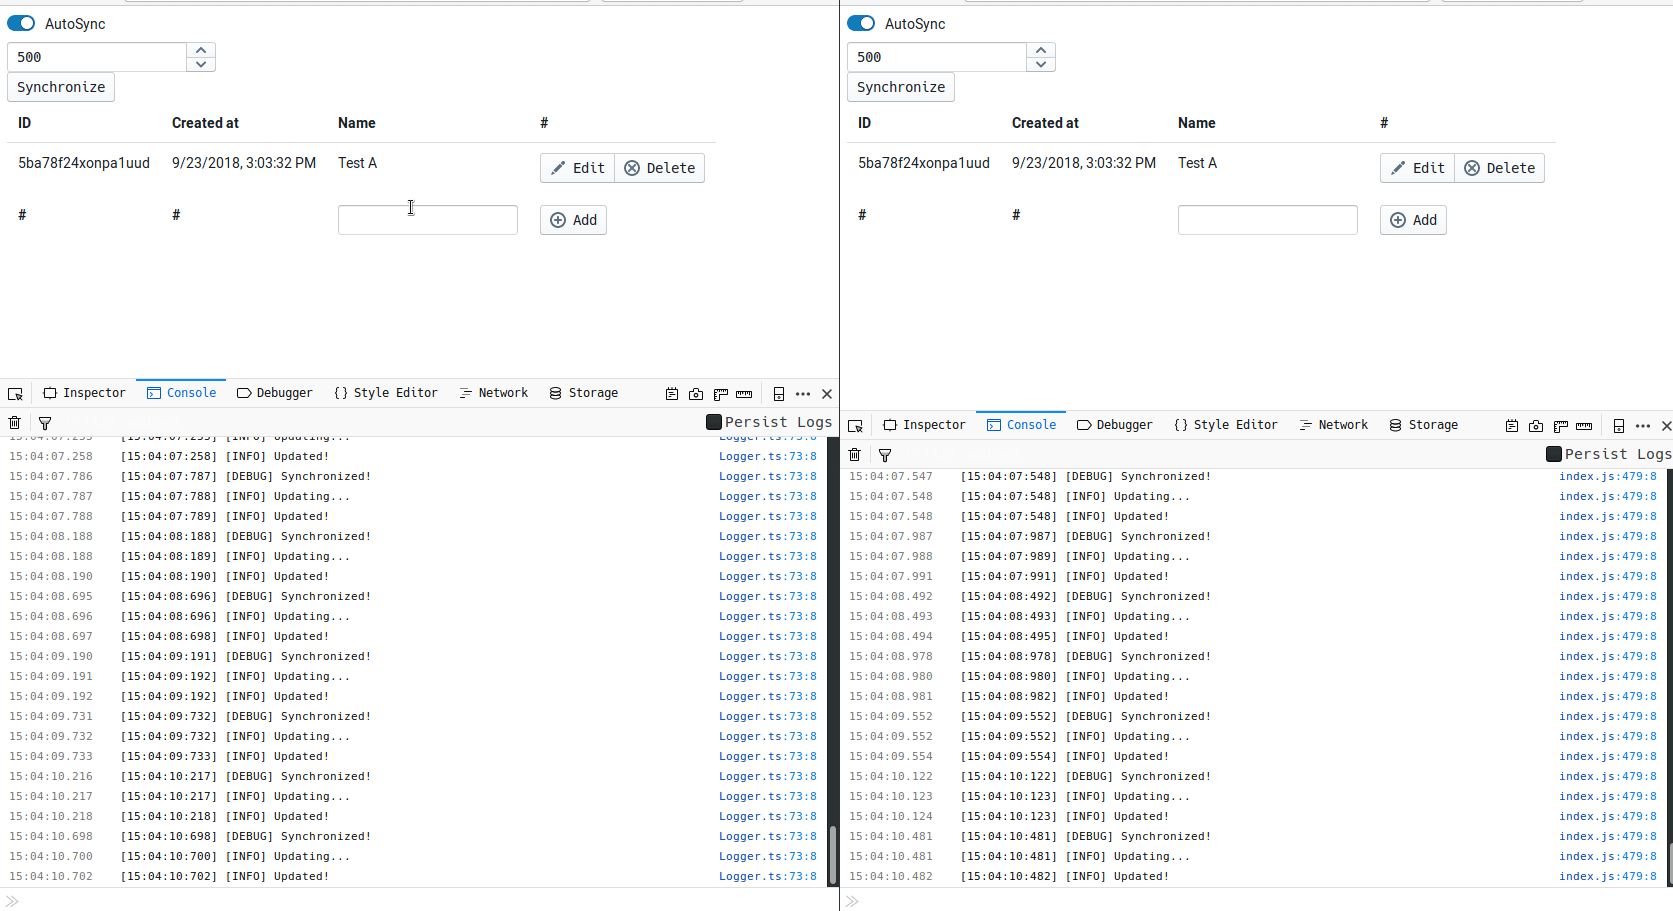 AutoSync
500
Synchronize
ID Created at Name #
5ba78f24xonpa1uud 9/23/2018, 3:03:32 PM Test A Edit Delete
# # Add
Inspector Console Debugger Style Editor Network Storage
Persist Logs
15:04:07.255 [15:04:07:255] [INFO] Updating... Logger.ts:73:8
15:04:07.258 [15:04:07:258] [INFO] Updated! Logger.ts:73:8
15:04:07.786 [15:04:07:787] [DEBUG] Synchronized! Logger.ts:73:8
15:04:07.787 [15:04:07:788] [INFO] Updating... Logger.ts:73:8
15:04:07.788 [15:04:07:789] [INFO] Updated! Logger.ts:73:8
15:04:08.188 [15:04:08:188] [DEBUG] Synchronized! Logger.ts:73:8
15:04:08.188 [15:04:08:189] [INFO] Updating... Logger.ts:73:8
15:04:08.190 [15:04:08:190] [INFO] Updated! Logger.ts:73:8
15:04:08.695 [15:04:08:696] [DEBUG] Synchronized! Logger.ts:73:8
15:04:08.696 [15:04:08:696] [INFO] Updating... Logger.ts:73:8
15:04:08.697 [15:04:08:698] [INFO] Updated! Logger.ts:73:8
15:04:09.190 [15:04:09:191] [DEBUG] Synchronized! Logger.ts:73:8
15:04:09.191 [15:04:09:192] [INFO] Updating... Logger.ts:73:8
15:04:09.192 [15:04:09:192] [INFO] Updated! Logger.ts:73:8
15:04:09.731 [15:04:09:732] [DEBUG] Synchronized! Logger.ts:73:8
15:04:09.732 [15:04:09:732] [INFO] Updating... Logger.ts:73:8
15:04:09.733 [15:04:09:733] [INFO] Updated! Logger.ts:73:8
15:04:10.216 [15:04:10:217] [DEBUG] Synchronized! Logger.ts:73:8
15:04:10.217 [15:04:10:217] [INFO] Updating... Logger.ts:73:8
15:04:10.218 [15:04:10:218] [INFO] Updated! Logger.ts:73:8
15:04:10.698 [15:04:10:698] [DEBUG] Synchronized! Logger.ts:73:8
15:04:10.700 [15:04:10:700] [INFO] Updating... Logger.ts:73:8
15:04:10.702 [15:04:10:702] [INFO] Updated! Logger.ts:73:8
AutoSync
500
Synchronize
ID Created at Name #
5ba78f24xonpa1uud 9/23/2018, 3:03:32 PM Test A Edit Delete
# # Add
Inspector Console Debugger Style Editor Network Storage
Persist Logs
15:04:07.547 [15:04:07:548] [DEBUG] Synchronized! index.js:479:8
15:04:07.548 [15:04:07:548] [INFO] Updating... index.js:479:8
15:04:07.548 [15:04:07:548] [INFO] Updated! index.js:479:8
15:04:07.987 [15:04:07:987] [DEBUG] Synchronized! index.js:479:8
15:04:07.988 [15:04:07:989] [INFO] Updating... index.js:479:8
15:04:07.991 [15:04:07:991] [INFO] Updated! index.js:479:8
15:04:08.492 [15:04:08:492] [DEBUG] Synchronized! index.js:479:8
15:04:08.493 [15:04:08:493] [INFO] Updating... index.js:479:8
15:04:08.494 [15:04:08:495] [INFO] Updated! index.js:479:8
15:04:08.978 [15:04:08:978] [DEBUG] Synchronized! index.js:479:8
15:04:08.980 [15:04:08:980] [INFO] Updating... index.js:479:8
15:04:08.981 [15:04:08:982] [INFO] Updated! index.js:479:8
15:04:09.552 [15:04:09:552] [DEBUG] Synchronized! index.js:479:8
15:04:09.552 [15:04:09:552] [INFO] Updating... index.js:479:8
15:04:09.554 [15:04:09:554] [INFO] Updated! index.js:479:8
15:04:10.122 [15:04:10:122] [DEBUG] Synchronized! index.js:479:8
15:04:10.123 [15:04:10:123] [INFO] Updating... index.js:479:8
15:04:10.124 [15:04:10:123] [INFO] Updated! index.js:479:8
15:04:10.481 [15:04:10:481] [DEBUG] Synchronized! index.js:479:8
15:04:10.481 [15:04:10:481] [INFO] Updating... index.js:479:8
15:04:10.482 [15:04:10:482] [INFO] Updated! index.js:479:8